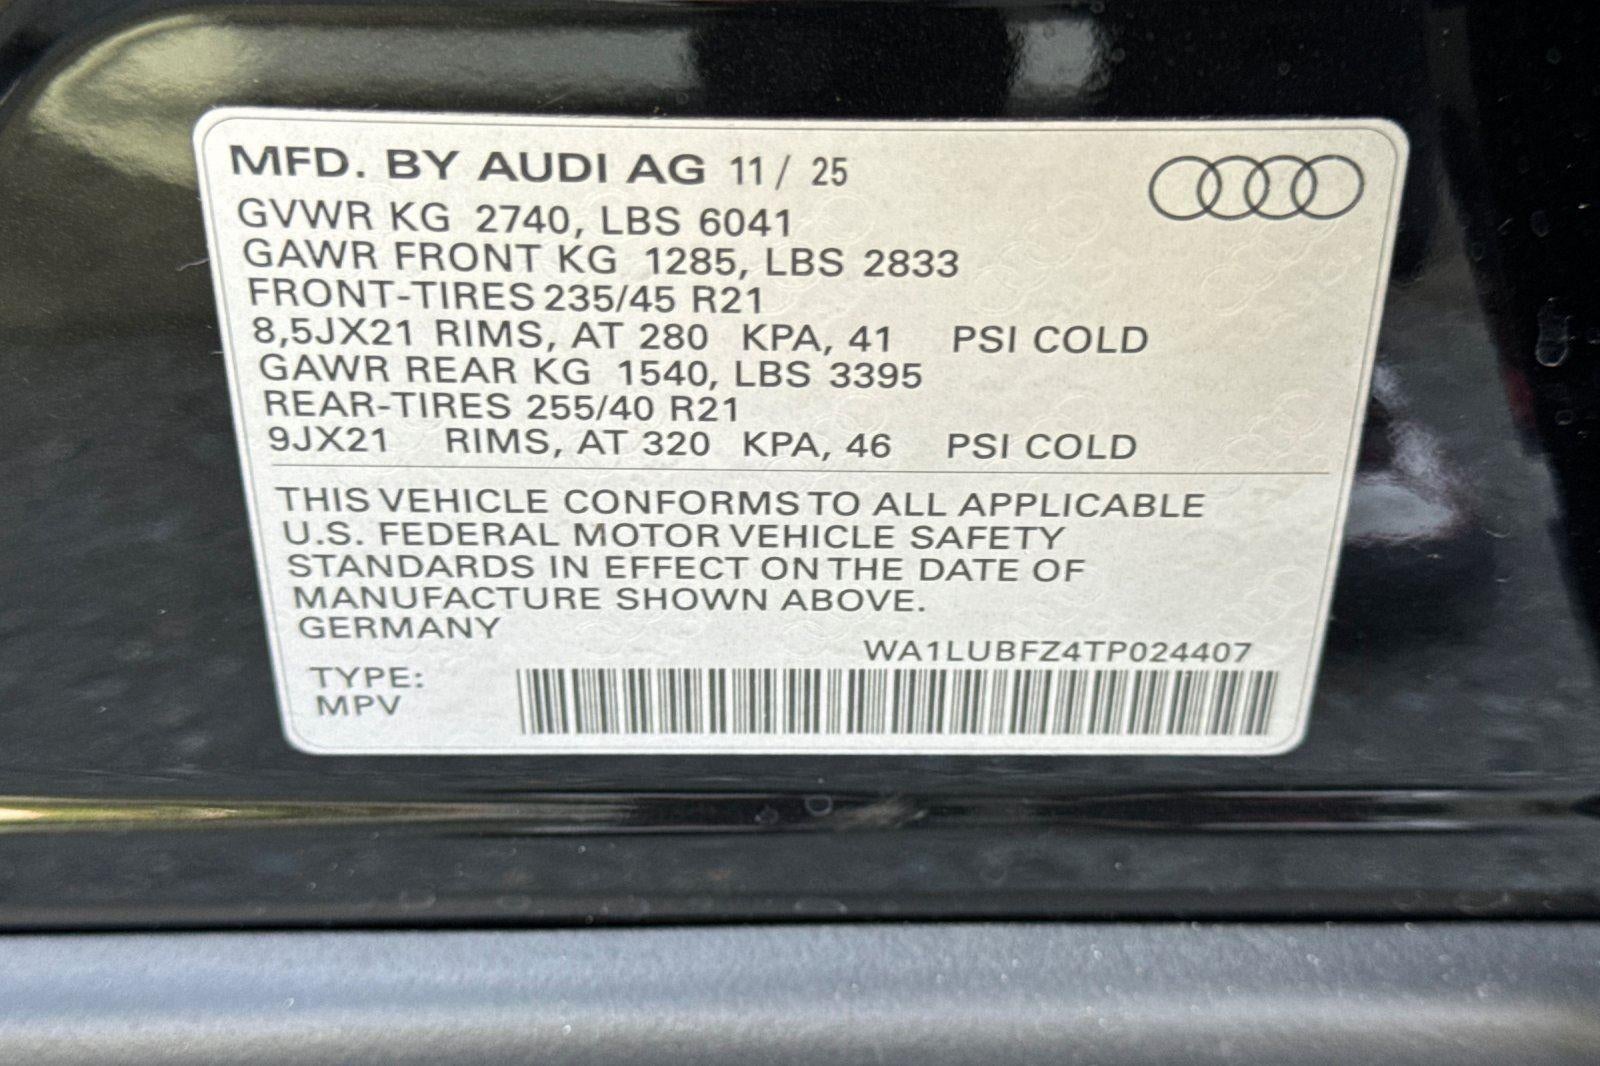 MFD. BY AUDI AG 11/ 25
GVWR KG 2740, LBS 6041
GAWR FRONT KG 1285, LBS 2833
FRONT-TIRES 235/45 R21
8,5JX21 RIMS, AT 280 KPA, 41 PSI COLD
GAWR REAR KG 1540, LBS 3395
REAR-TIRES 255/40 R21
9JX21 RIMS, AT 320 KPA, 46 PSI COLD
THIS VEHICLE CONFORMS TO ALL APPLICABLE
U.S. FEDERAL MOTOR VEHICLE SAFETY
STANDARDS IN EFFECT ON THE DATE OF
MANUFACTURE SHOWN ABOVE.
GERMANY
WA1LUBFZ4TP024407
TYPE:
MPV